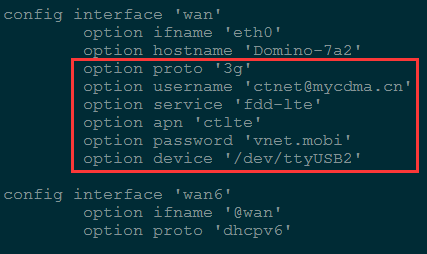 config interface 'wan'
option ifname 'eth0'
option hostname 'Domino-7a2'
option proto '3g'
option username 'ctnet@mycdma.cn'
option service 'fdd-lte'
option apn 'ctlte'
option password 'vnet.mobi'
option device '/dev/ttyUSB2'
config interface 'wan6'
option ifname '@wan'
option proto 'dhcpv6'